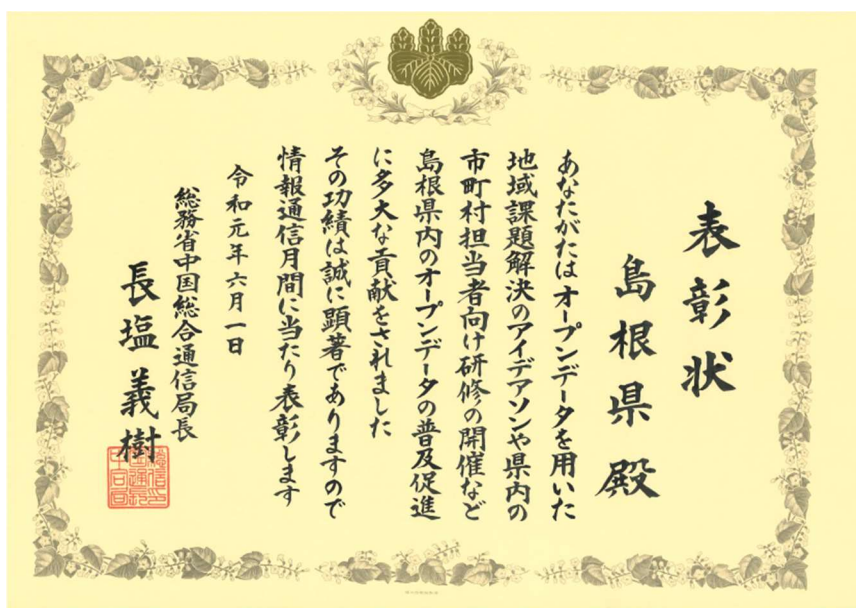 表彰状
島根県殿
あなたがたはオープンデータを用いた
地域課題解決のアイデアソンや県内の
市町村担当者向け研修の開催など
島根県内のオープンデータの普及促進
に多大な貢献をされました
その功績は誠に顕著でありますので
情報通信月間に当たり表彰します
令和元年六月一日
総務省中国総合通信局長
長塩義樹